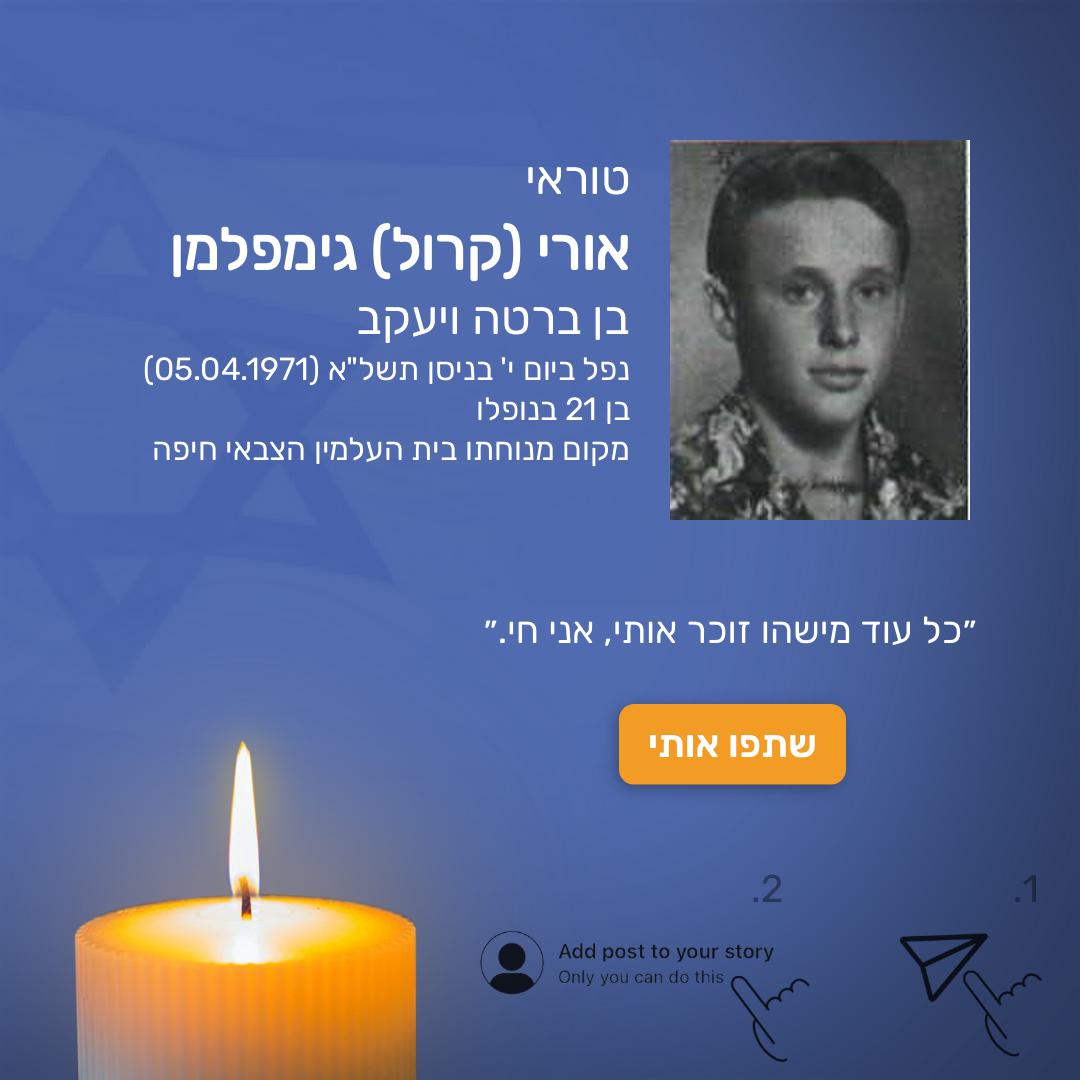 טוראי
אורי (קרול) גימפלמן
בן ברטה ויעקב
נפל ביום י' בניסן תשל"א (05.04.1971)
בן 21 בנופלו
מקום מנוחתו בית העלמין הצבאי חיפה
״כל עוד מישהו זוכר אותי, אני חי.״
שתפו אותי
1.
2.
Add post to your story
Only you can do this